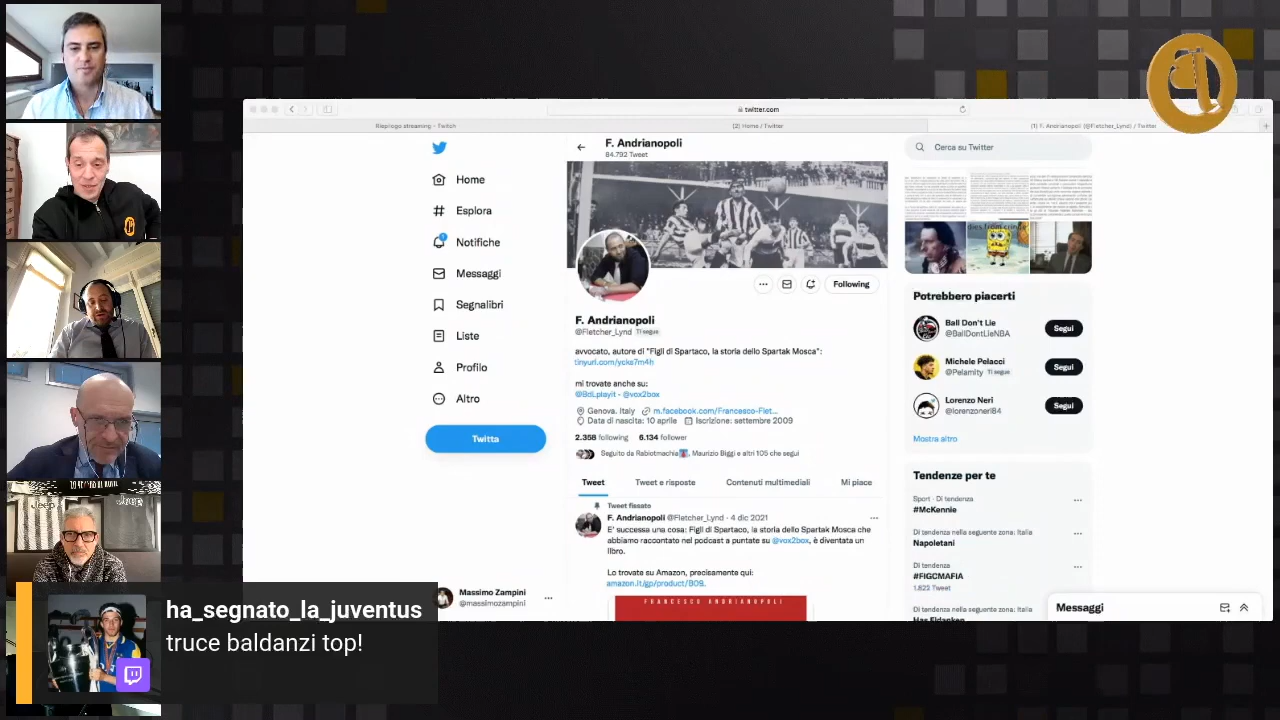 twitter.com
Riepilogo streaming - Twitch
(2) Home / Twitter
(1) F. Andrianopoli (@Fletcher_Lynd) / Twitter
F. Andrianopoli
84.792 Tweet
Cerca su Twitter
Home
Esplora
Notifiche
Messaggi
Segnalibri
Liste
Profilo
Altro
Twitta
Following
F. Andrianopoli
@Fletcher_Lynd Ti segue
avvocato, autore di "Figli di Spartaco, la storia dello Spartak Mosca":
tinyurl.com/ycks7m4h
mi trovate anche su:
@BdLplayit - @vox2box
Genova. Italy m.facebook.com/Francesco-Flet...
Data di nascita: 10 aprile Iscrizione: settembre 2009
2.358 following 6.134 follower
Seguito da Rabiotmachia, Maurizio Biggi e altri 105 che segui
Tweet Tweet e risposte Contenuti multimediali Mi piace
Tweet fissato
F. Andrianopoli @Fletcher_Lynd · 4 dic 2021
E' successa una cosa: Figli di Spartaco, la storia dello Spartak Mosca che
abbiamo raccontato nel podcast a puntate su @vox2box, è diventata un
libro.
Lo trovate su Amazon, precisamente qui:
amazon.it/gp/product/B09..
FRANCESCO ANDRIANOPOLI
dies from cringe
Potrebbero piacerti
Ball Don't Lie
@BallDontLieNBA
Segui
Michele Pelacci
@Pelamity Ti segue
Segui
Lorenzo Neri
@lorenzoneri84
Segui
Mostra altro
Tendenze per te
Sport · Di tendenza
#McKennie
Di tendenza nella seguente zona: Italia
Napoletani
Di tendenza
#FIGCMAFIA
1.822 Tweet
Di tendenza nella seguente zona: Italia
Massimo Zampini
@massimozampini
Messaggi
Jeep
ha_segnato_la_juventus
truce baldanzi top!